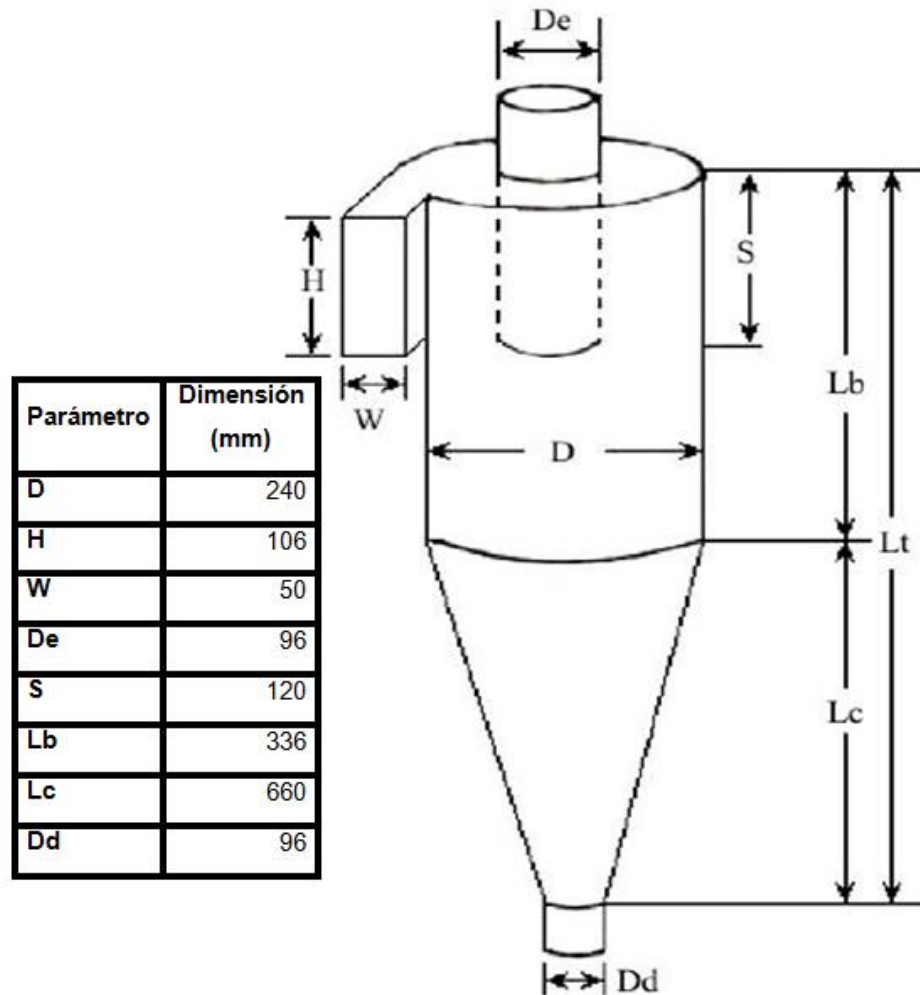 De
H
S
W
Lb
D
Lt
Lc
Dd
Parámetro Dimensión (mm)
D 240
H 106
W 50
De 96
S 120
Lb 336
Lc 660
Dd 96